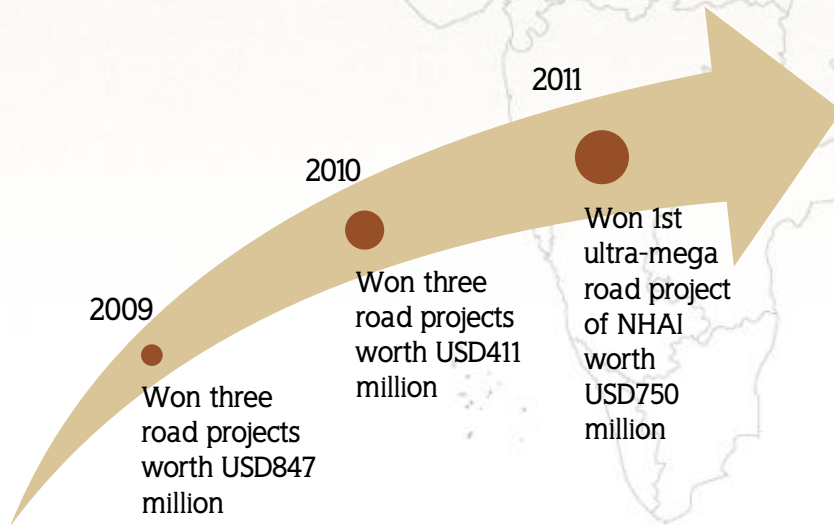 2009
Won three
road projects
worth USD847
million
2010
Won three
road projects
worth USD411
million
2011
Won 1st
ultra-mega
road project
of NHAI
worth
USD750
million